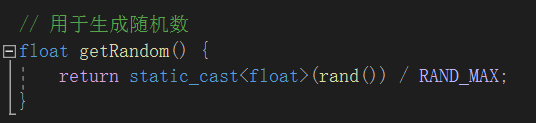 // 用于生成随机数
float getRandom() {
    return static_cast<float>(rand()) / RAND_MAX;
}